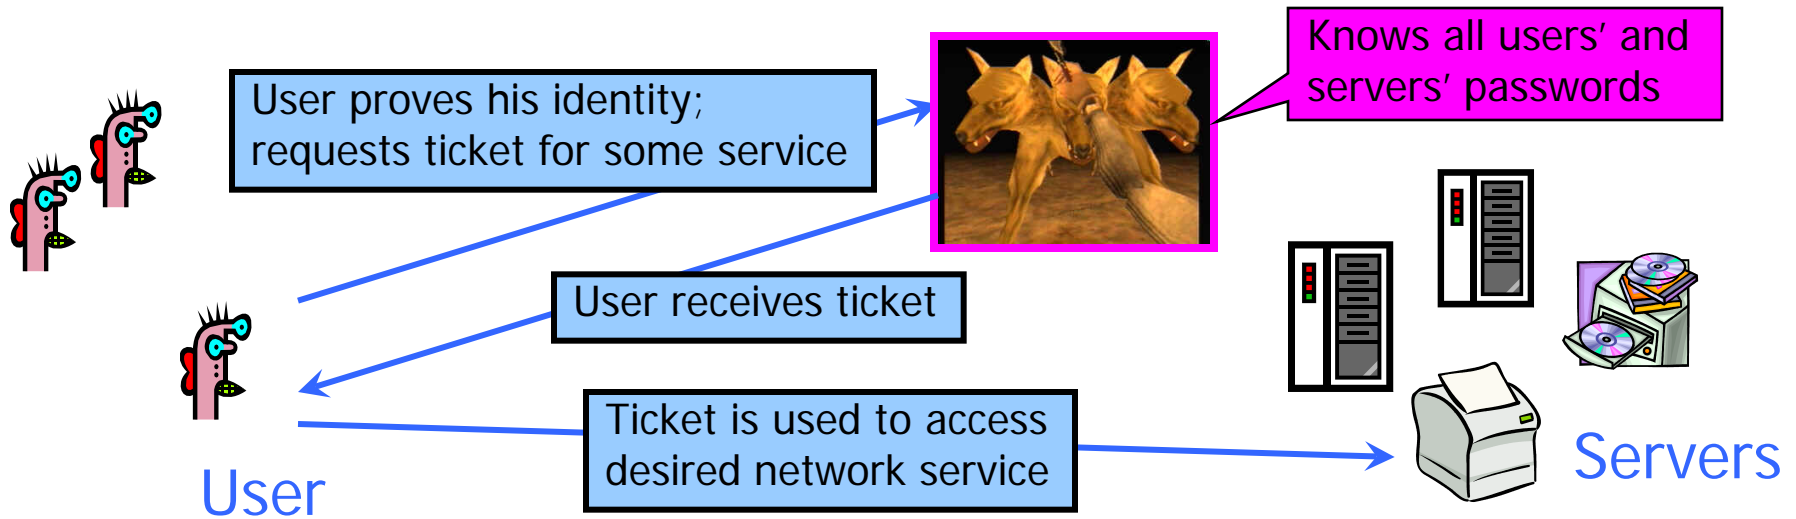 Knows all users’ and
servers’ passwords
User proves his identity;
requests ticket for some service
User receives ticket
Ticket is used to access
desired network service
User
Servers